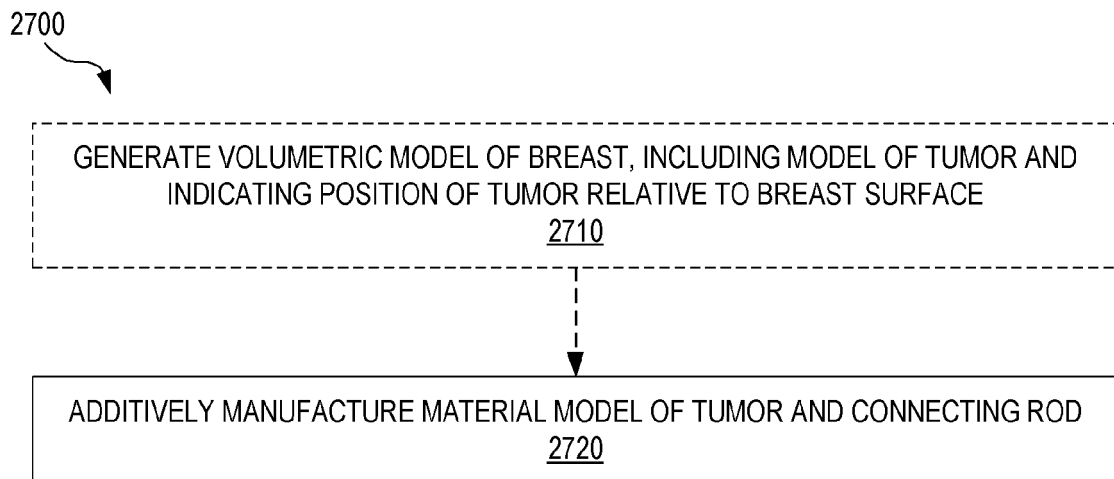 2700
GENERATE VOLUMETRIC MODEL OF BREAST, INCLUDING MODEL OF TUMOR AND
INDICATING POSITION OF TUMOR RELATIVE TO BREAST SURFACE
2710
ADDITIVELY MANUFACTURE MATERIAL MODEL OF TUMOR AND CONNECTING ROD
2720